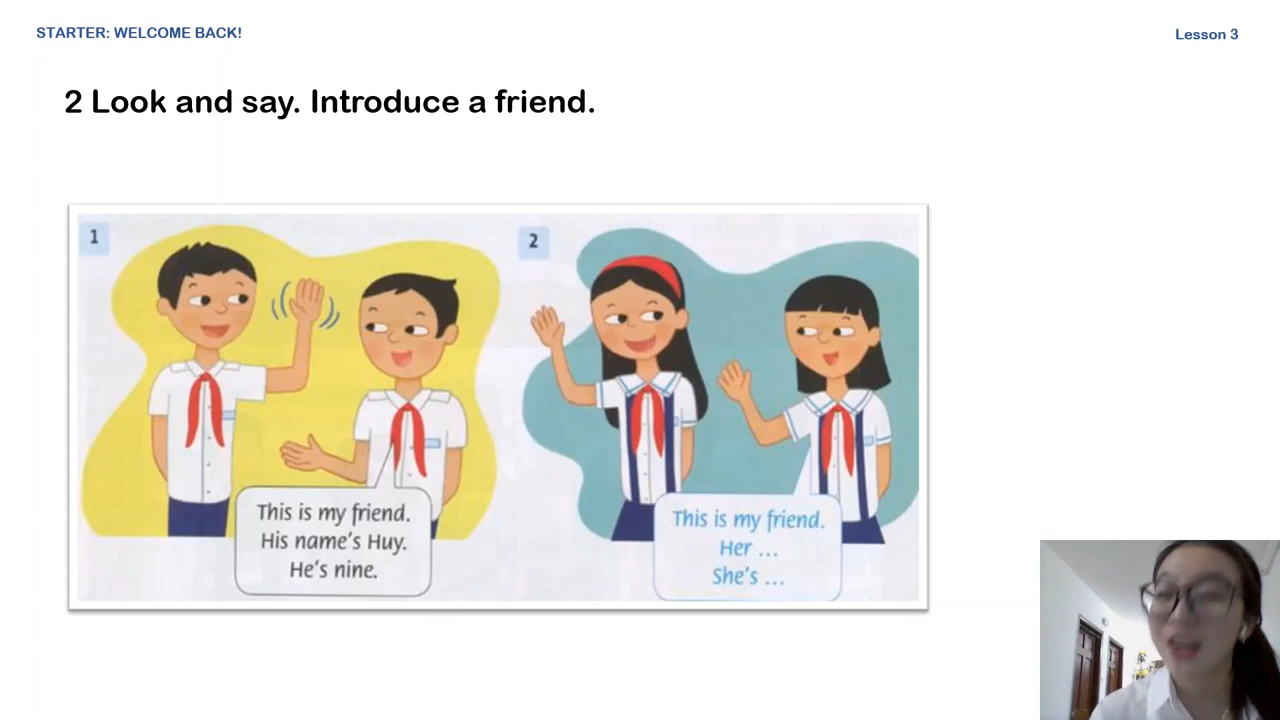 STARTER: WELCOME BACK!
Lesson 3
2 Look and say. Introduce a friend.
1
2
This is my friend.
His name's Huy.
He's nine.
This is my friend.
Her ...
She's ...